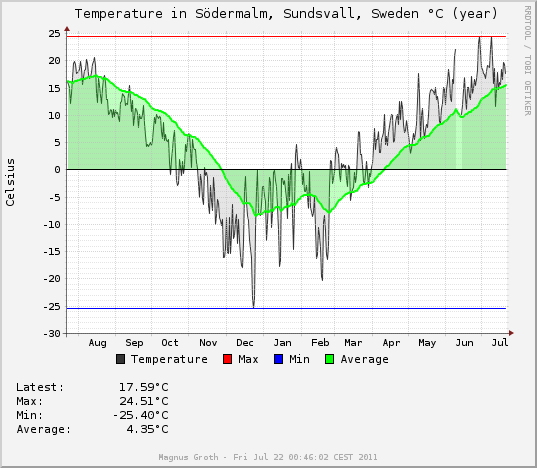 Temperature in Södermalm, Sundsvall, Sweden °C (year)
RRDTOOL / TOBI OETIKER
Celsius
25
20
15
10
5
0
-5
-10
-15
-20
-25
-30
Aug Sep Oct Nov Dec Jan Feb Mar Apr May Jun Jul
Temperature Max Min Average
Latest: 17.59°C
Max: 24.51°C
Min: -25.40°C
Average: 4.35°C
Magnus Groth - Fri Jul 22 00:46:02 CEST 2011